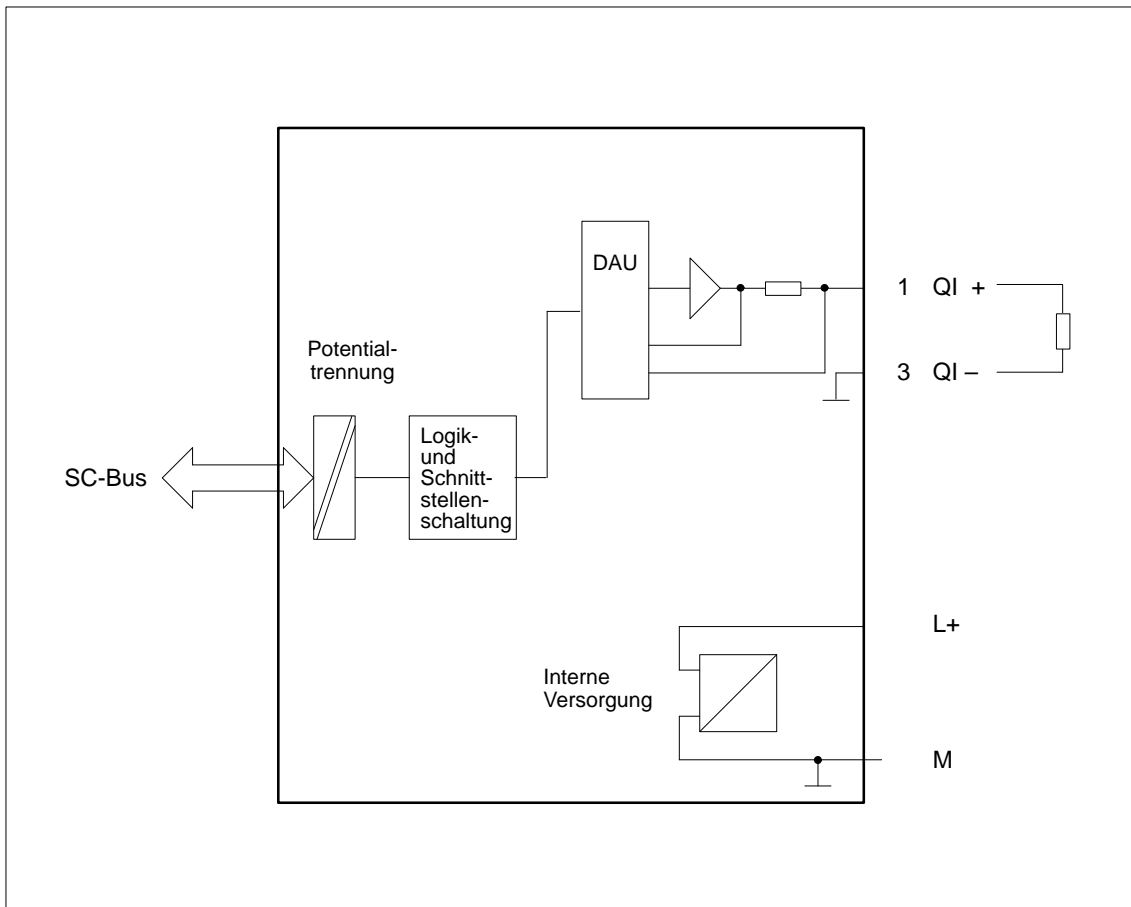 DAU
1 QI +
Potential-
trennung
3 QI –
Logik-
und
Schnitt-
stellen-
schaltung
SC-Bus
L+
Interne
Versorgung
M